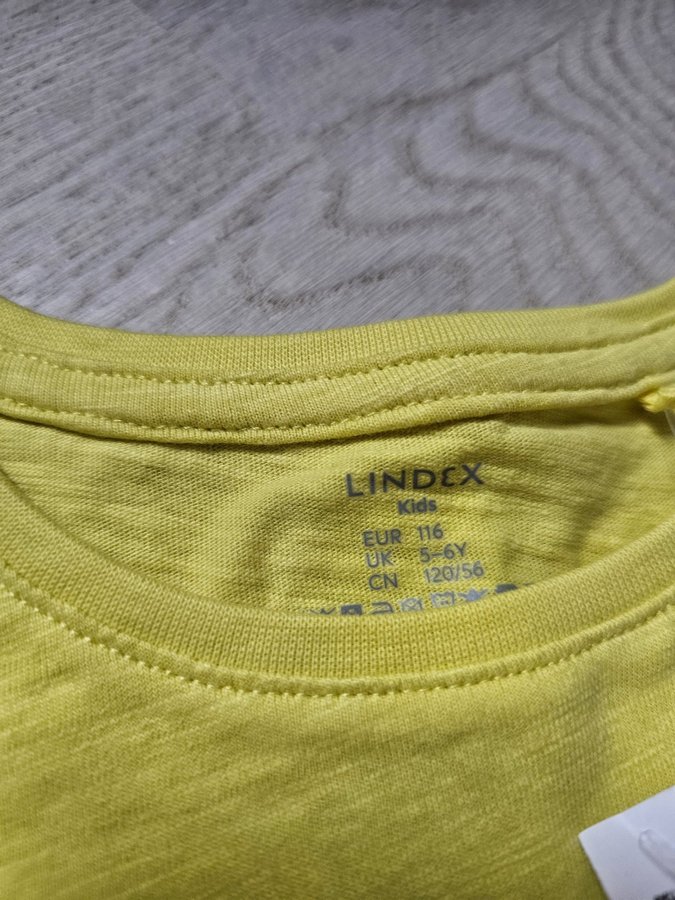 LINDEX
Kids
EUR 116
UK 5-6Y
CN 120/56